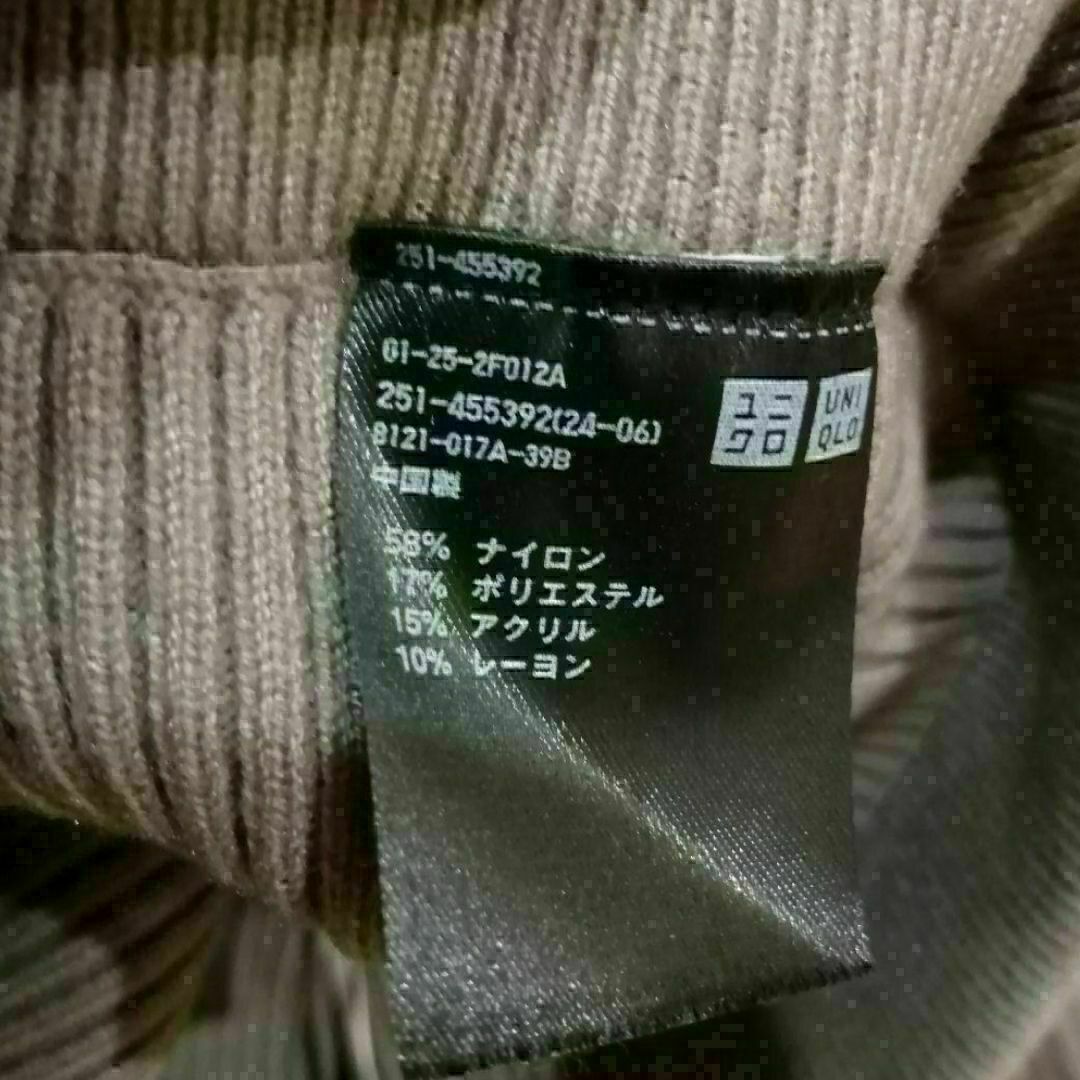 251-455392
01-25-2F012A
251-455392(24-06)
8121-017A-39B
中国製
ユニ
クロ
UNI
QLO
58% ナイロン
17% ポリエステル
15% アクリル
10% レーヨン